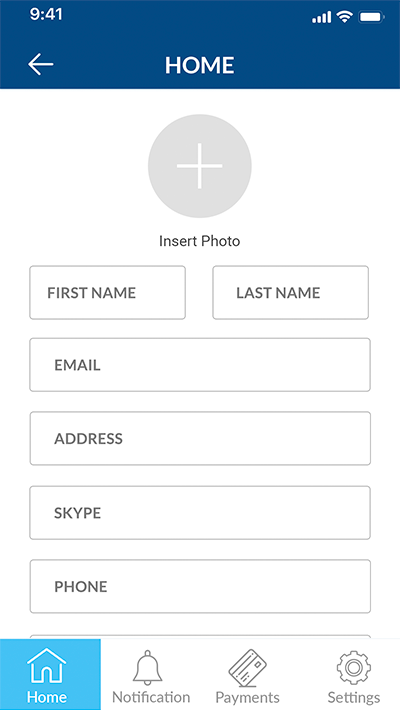 9:41
HOME
Insert Photo
FIRST NAME LAST NAME
EMAIL
ADDRESS
SKYPE
PHONE
Home Notification Payments Settings